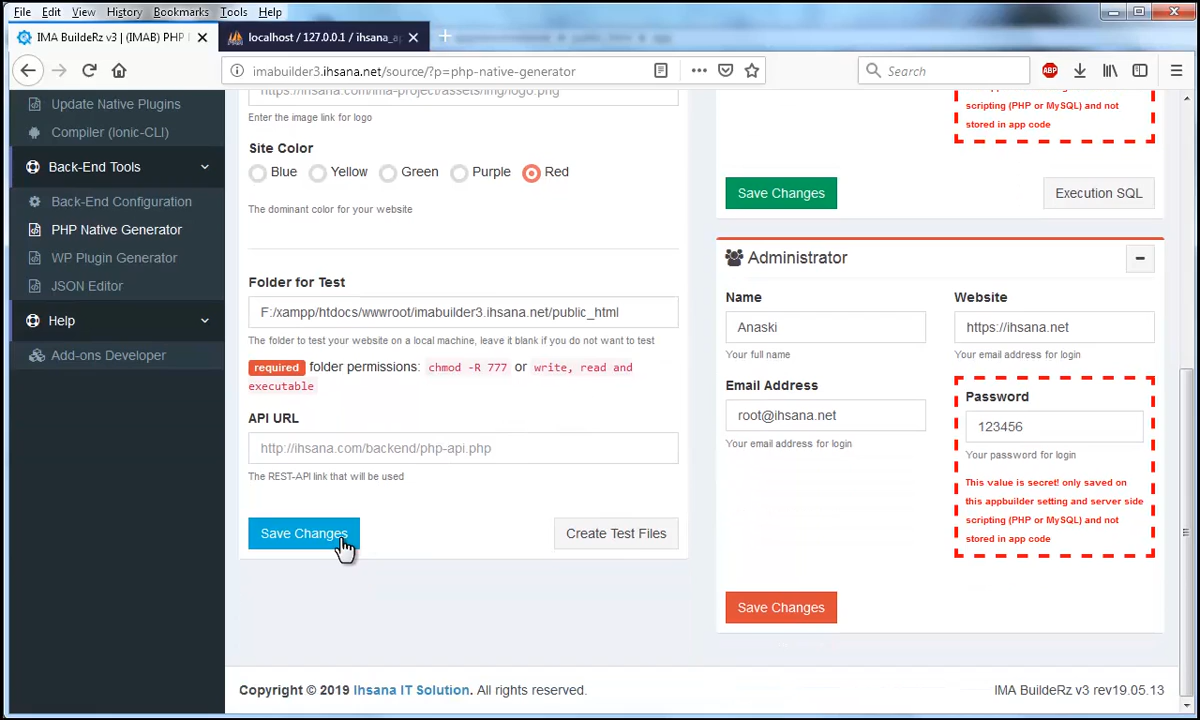 File Edit View History Bookmarks Tools Help
IMA BuildeRz v3 | (IMAB) PHP
localhost / 127.0.0.1 / ihsana_a
imabuilder3.ihsana.net/source/?p=php-native-generator
Search
ABP
Update Native Plugins
Compiler (Ionic-CLI)
Back-End Tools
Back-End Configuration
PHP Native Generator
WP Plugin Generator
JSON Editor
Help
Add-ons Developer
https://ihsana.com/ima-project/assets/img/logo.png
Enter the image link for logo
Site Color
Blue Yellow Green Purple Red
The dominant color for your website
Folder for Test
F:/xampp/htdocs/wwwroot/imabuilder3.ihsana.net/public_html
The folder to test your website on a local machine, leave it blank if you do not want to test
required folder permissions: chmod -R 777 or write, read and
executable
API URL
http://ihsana.com/backend/php-api.php
The REST-API link that will be used
Save Changes
Create Test Files
scripting (PHP or MySQL) and not
stored in app code
Save Changes
Execution SQL
Administrator
Name
Anaski
Your full name
Website
https://ihsana.net
Your email address for login
Email Address
root@ihsana.net
Your email address for login
Password
123456
Your password for login
This value is secret! only saved on
this appbuilder setting and server side
scripting (PHP or MySQL) and not
stored in app code
Save Changes
Copyright © 2019 Ihsana IT Solution. All rights reserved.
IMA BuildeRz v3 rev19.05.13